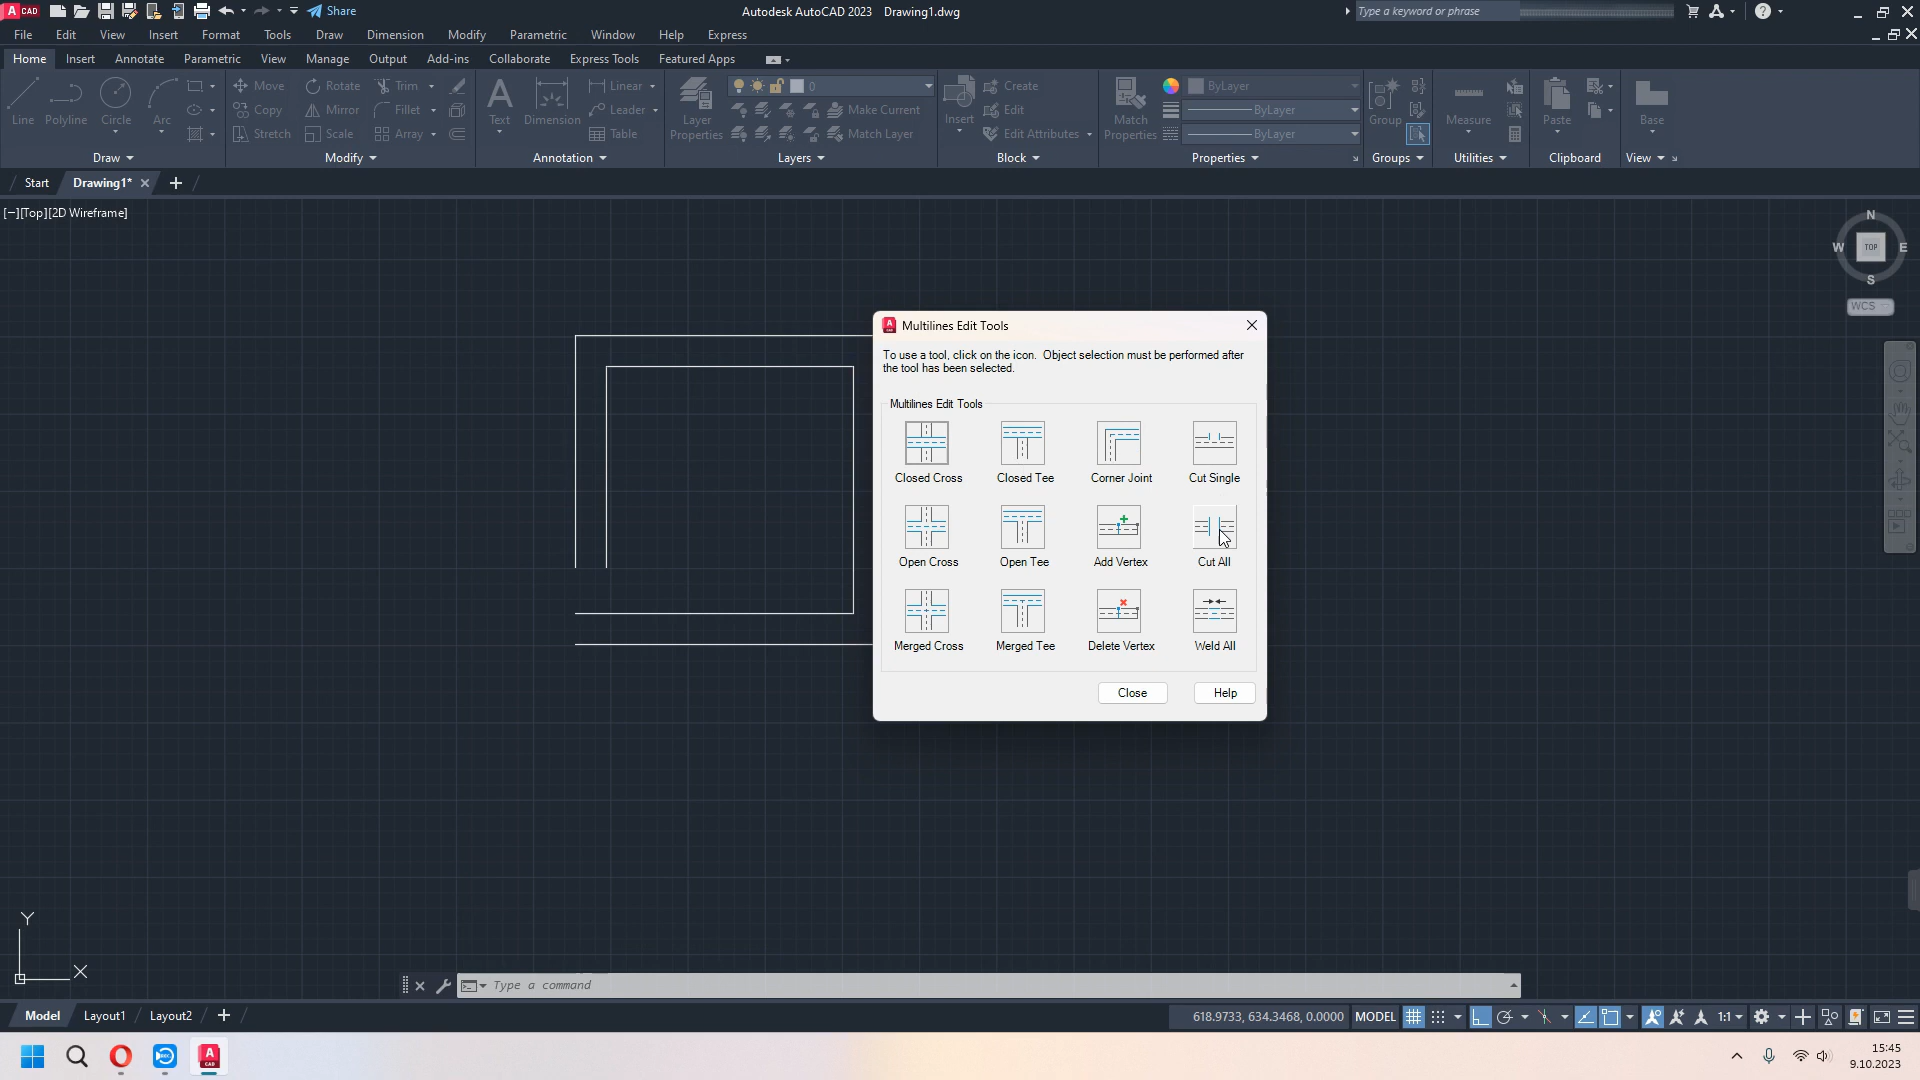 A CAD Share Autodesk AutoCAD 2023 Drawing1.dwg Type a keyword or phrase
File Edit View Insert Format Tools Draw Dimension Modify Parametric Window Help Express
Home Insert Annotate Parametric View Manage Output Add-ins Collaborate Express Tools Featured Apps
Line Polyline Circle Arc
Move Rotate Trim
Copy Mirror Fillet
Stretch Scale Array
Text Dimension
Linear
Leader
Table
Layer
Properties
0
Make Current
Match Layer
Insert
Create
Edit
Edit Attributes
Match
Properties
ByLayer
ByLayer
ByLayer
Group
Measure
Paste
Base
Draw Modify Annotation Layers Block Properties Groups Utilities Clipboard View
Start Drawing1*
[−][Top][2D Wireframe]
N
W TOP E
S
WCS
Multilines Edit Tools
To use a tool, click on the icon. Object selection must be performed after
the tool has been selected.
Multilines Edit Tools
Closed Cross Closed Tee Corner Joint Cut Single
Open Cross Open Tee Add Vertex Cut All
Merged Cross Merged Tee Delete Vertex Weld All
Close Help
Y
X
Type a command
Model Layout1 Layout2
618.9733, 634.3468, 0.0000 MODEL 1:1
REC
A CAD
15:45
9.10.2023